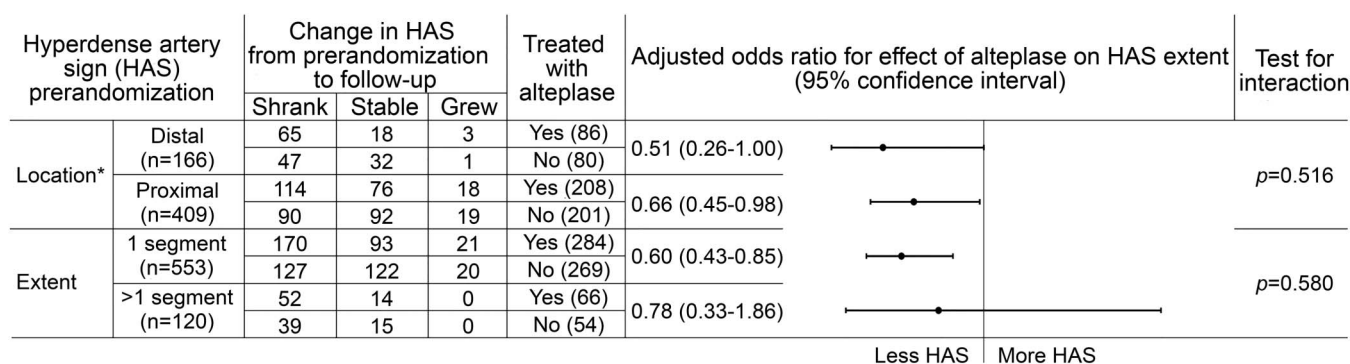 Hyperdense artery
sign (HAS)
prerandomization
Change in HAS
from prerandomization
to follow-up
Shrank Stable Grew
Treated
with
alteplase
Adjusted odds ratio for effect of alteplase on HAS extent
(95% confidence interval)
Test for
interaction
Location*
Distal
(n=166)
65 18 3 Yes (86)
47 32 1 No (80)
0.51 (0.26-1.00)
Proximal
(n=409)
114 76 18 Yes (208)
90 92 19 No (201)
0.66 (0.45-0.98)
p=0.516
Extent
1 segment
(n=553)
170 93 21 Yes (284)
127 122 20 No (269)
0.60 (0.43-0.85)
>1 segment
(n=120)
52 14 0 Yes (66)
39 15 0 No (54)
0.78 (0.33-1.86)
p=0.580
Less HAS More HAS